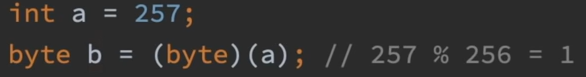 int a = 257;
byte b = (byte)(a); // 257 % 256 = 1